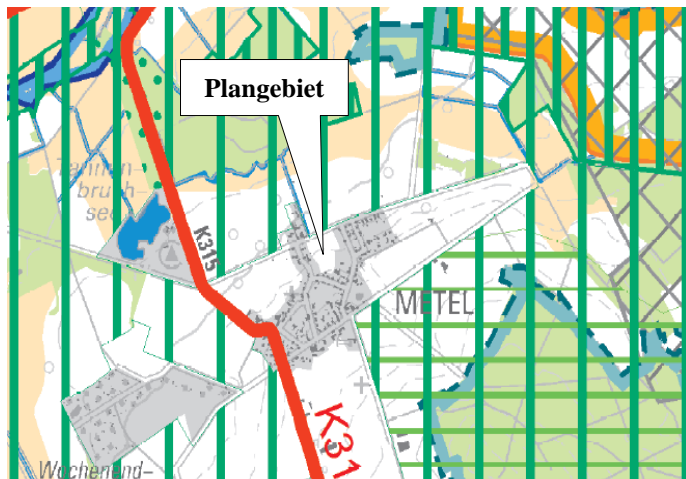 Plangebiet
Tannen-
bruch-
see
K315
METEL
K31
Wochenend-